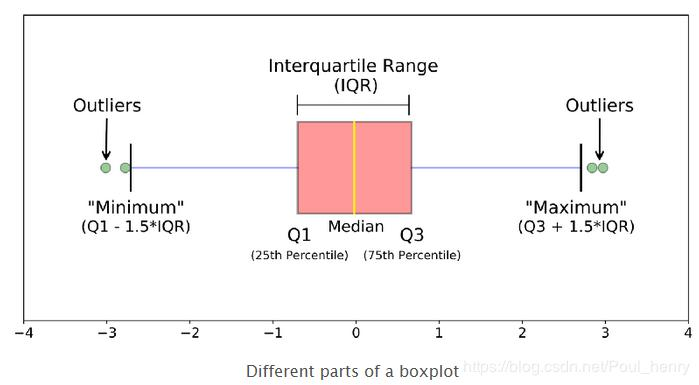 Interquartile Range
(IQR)
Outliers
Outliers
"Minimum"
(Q1 - 1.5*IQR)
"Maximum"
(Q3 + 1.5*IQR)
Median
Q1
Q3
(25th Percentile)
(75th Percentile)
−4
−3
−2
−1
0
1
2
3
4
Different parts of a boxplot
https://blog.csdn.net/Poul_henry